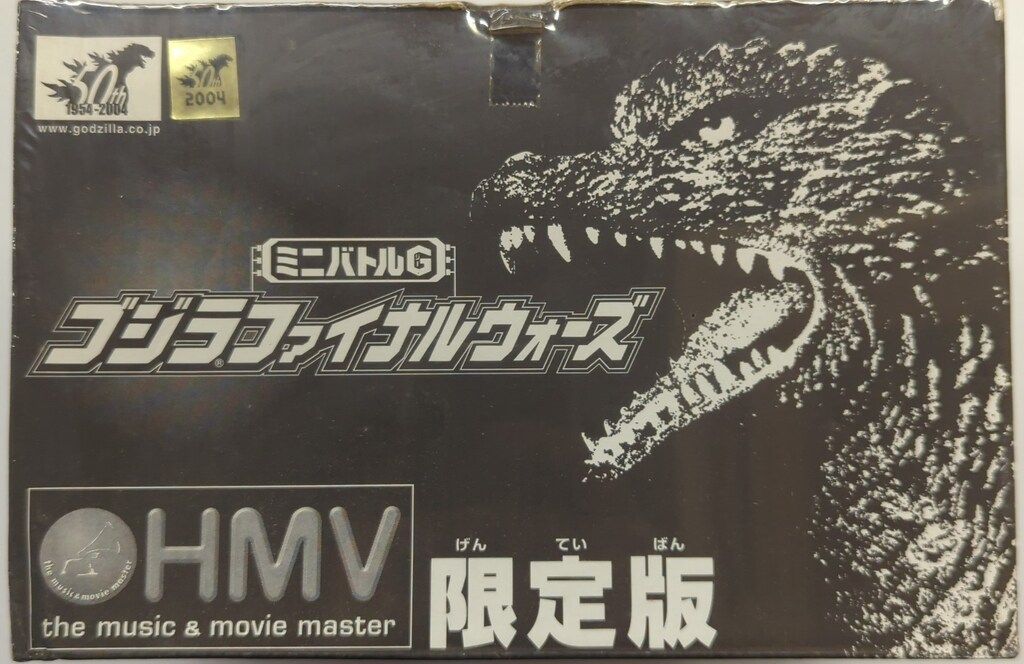 50th
1954-2004
50th
2004
www.godzilla.co.jp
ミニバトルG
ゴジラファイナルウォーズ
®
HMV
the music & movie master
the music & movie master
げん てい ばん
限定版